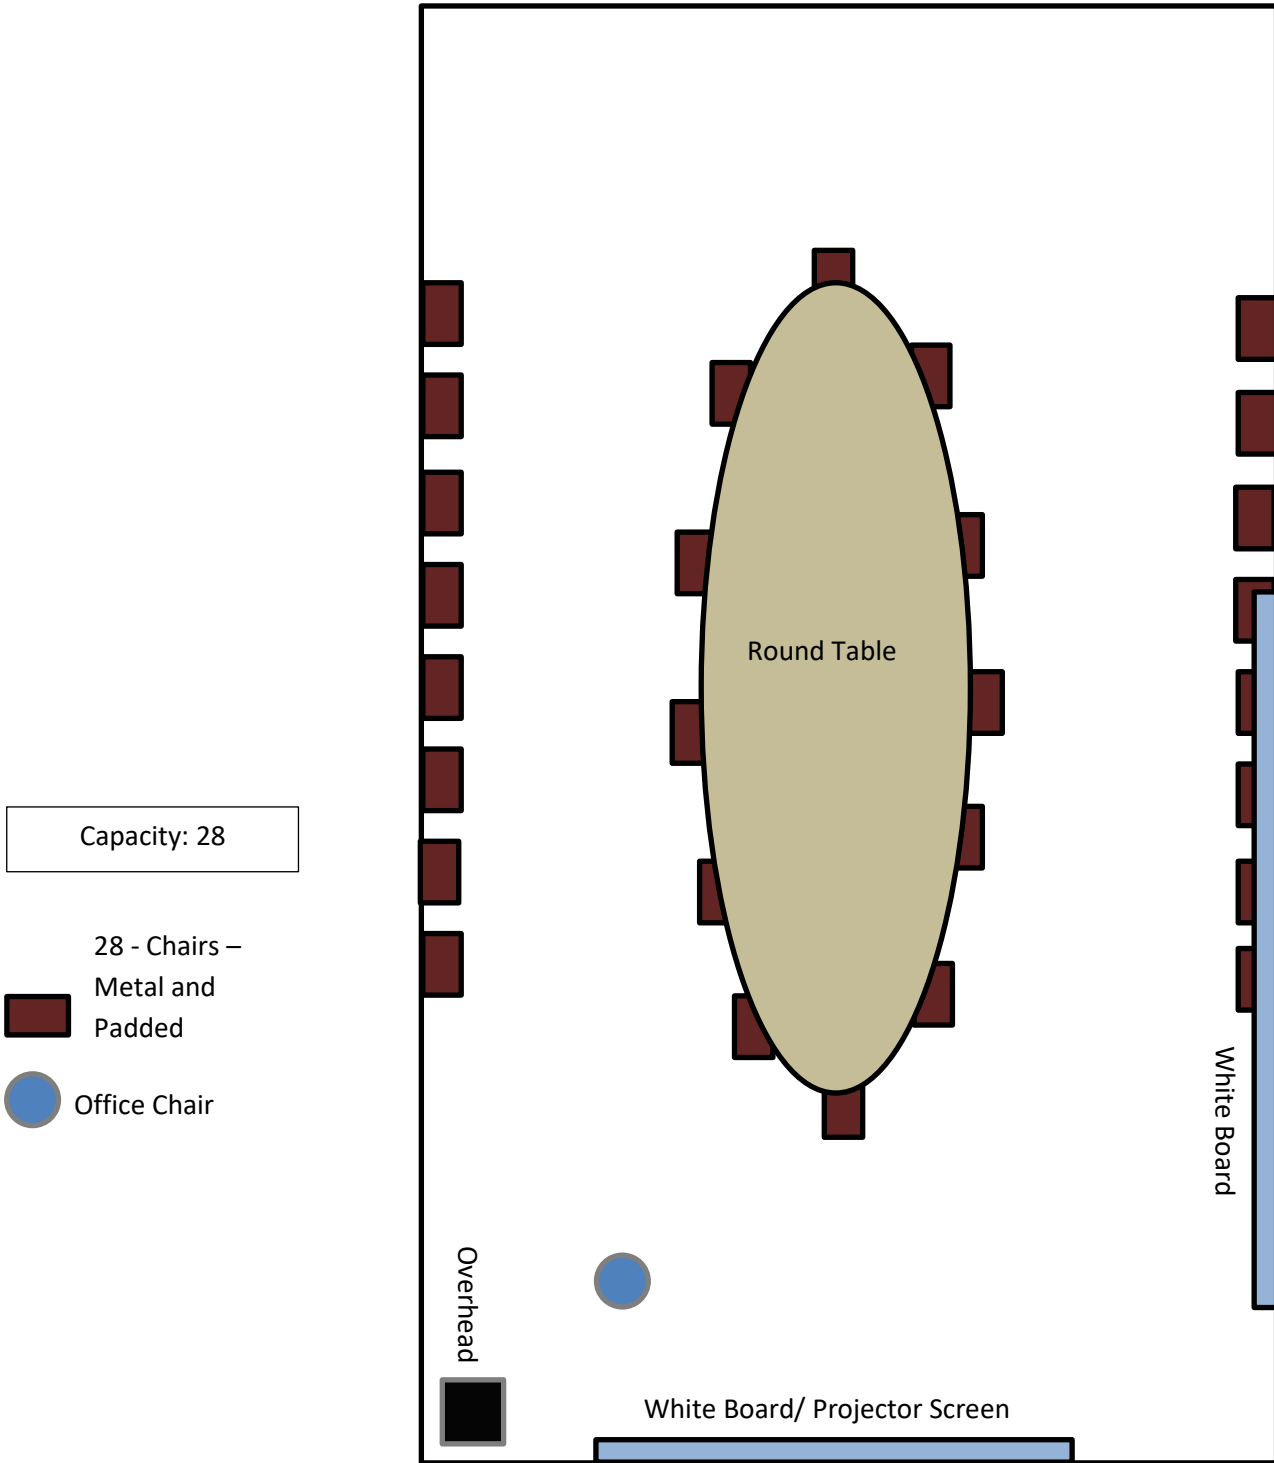 Round Table
Capacity: 28
28 - Chairs –
Metal and
Padded
Office Chair
White Board
Overhead
White Board/ Projector Screen